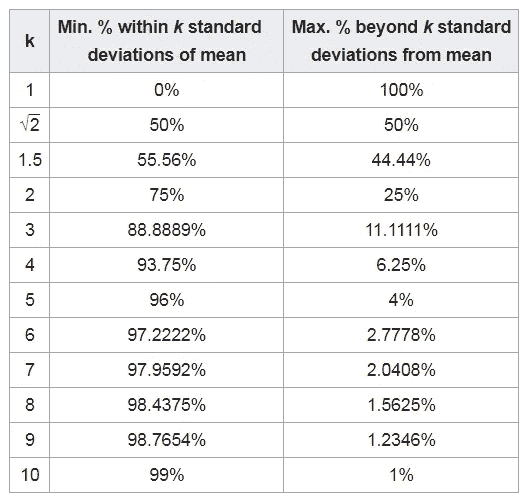 k Min. % within k standard deviations of mean Max. % beyond k standard deviations from mean
1 0% 100%
√2 50% 50%
1.5 55.56% 44.44%
2 75% 25%
3 88.8889% 11.1111%
4 93.75% 6.25%
5 96% 4%
6 97.2222% 2.7778%
7 97.9592% 2.0408%
8 98.4375% 1.5625%
9 98.7654% 1.2346%
10 99% 1%